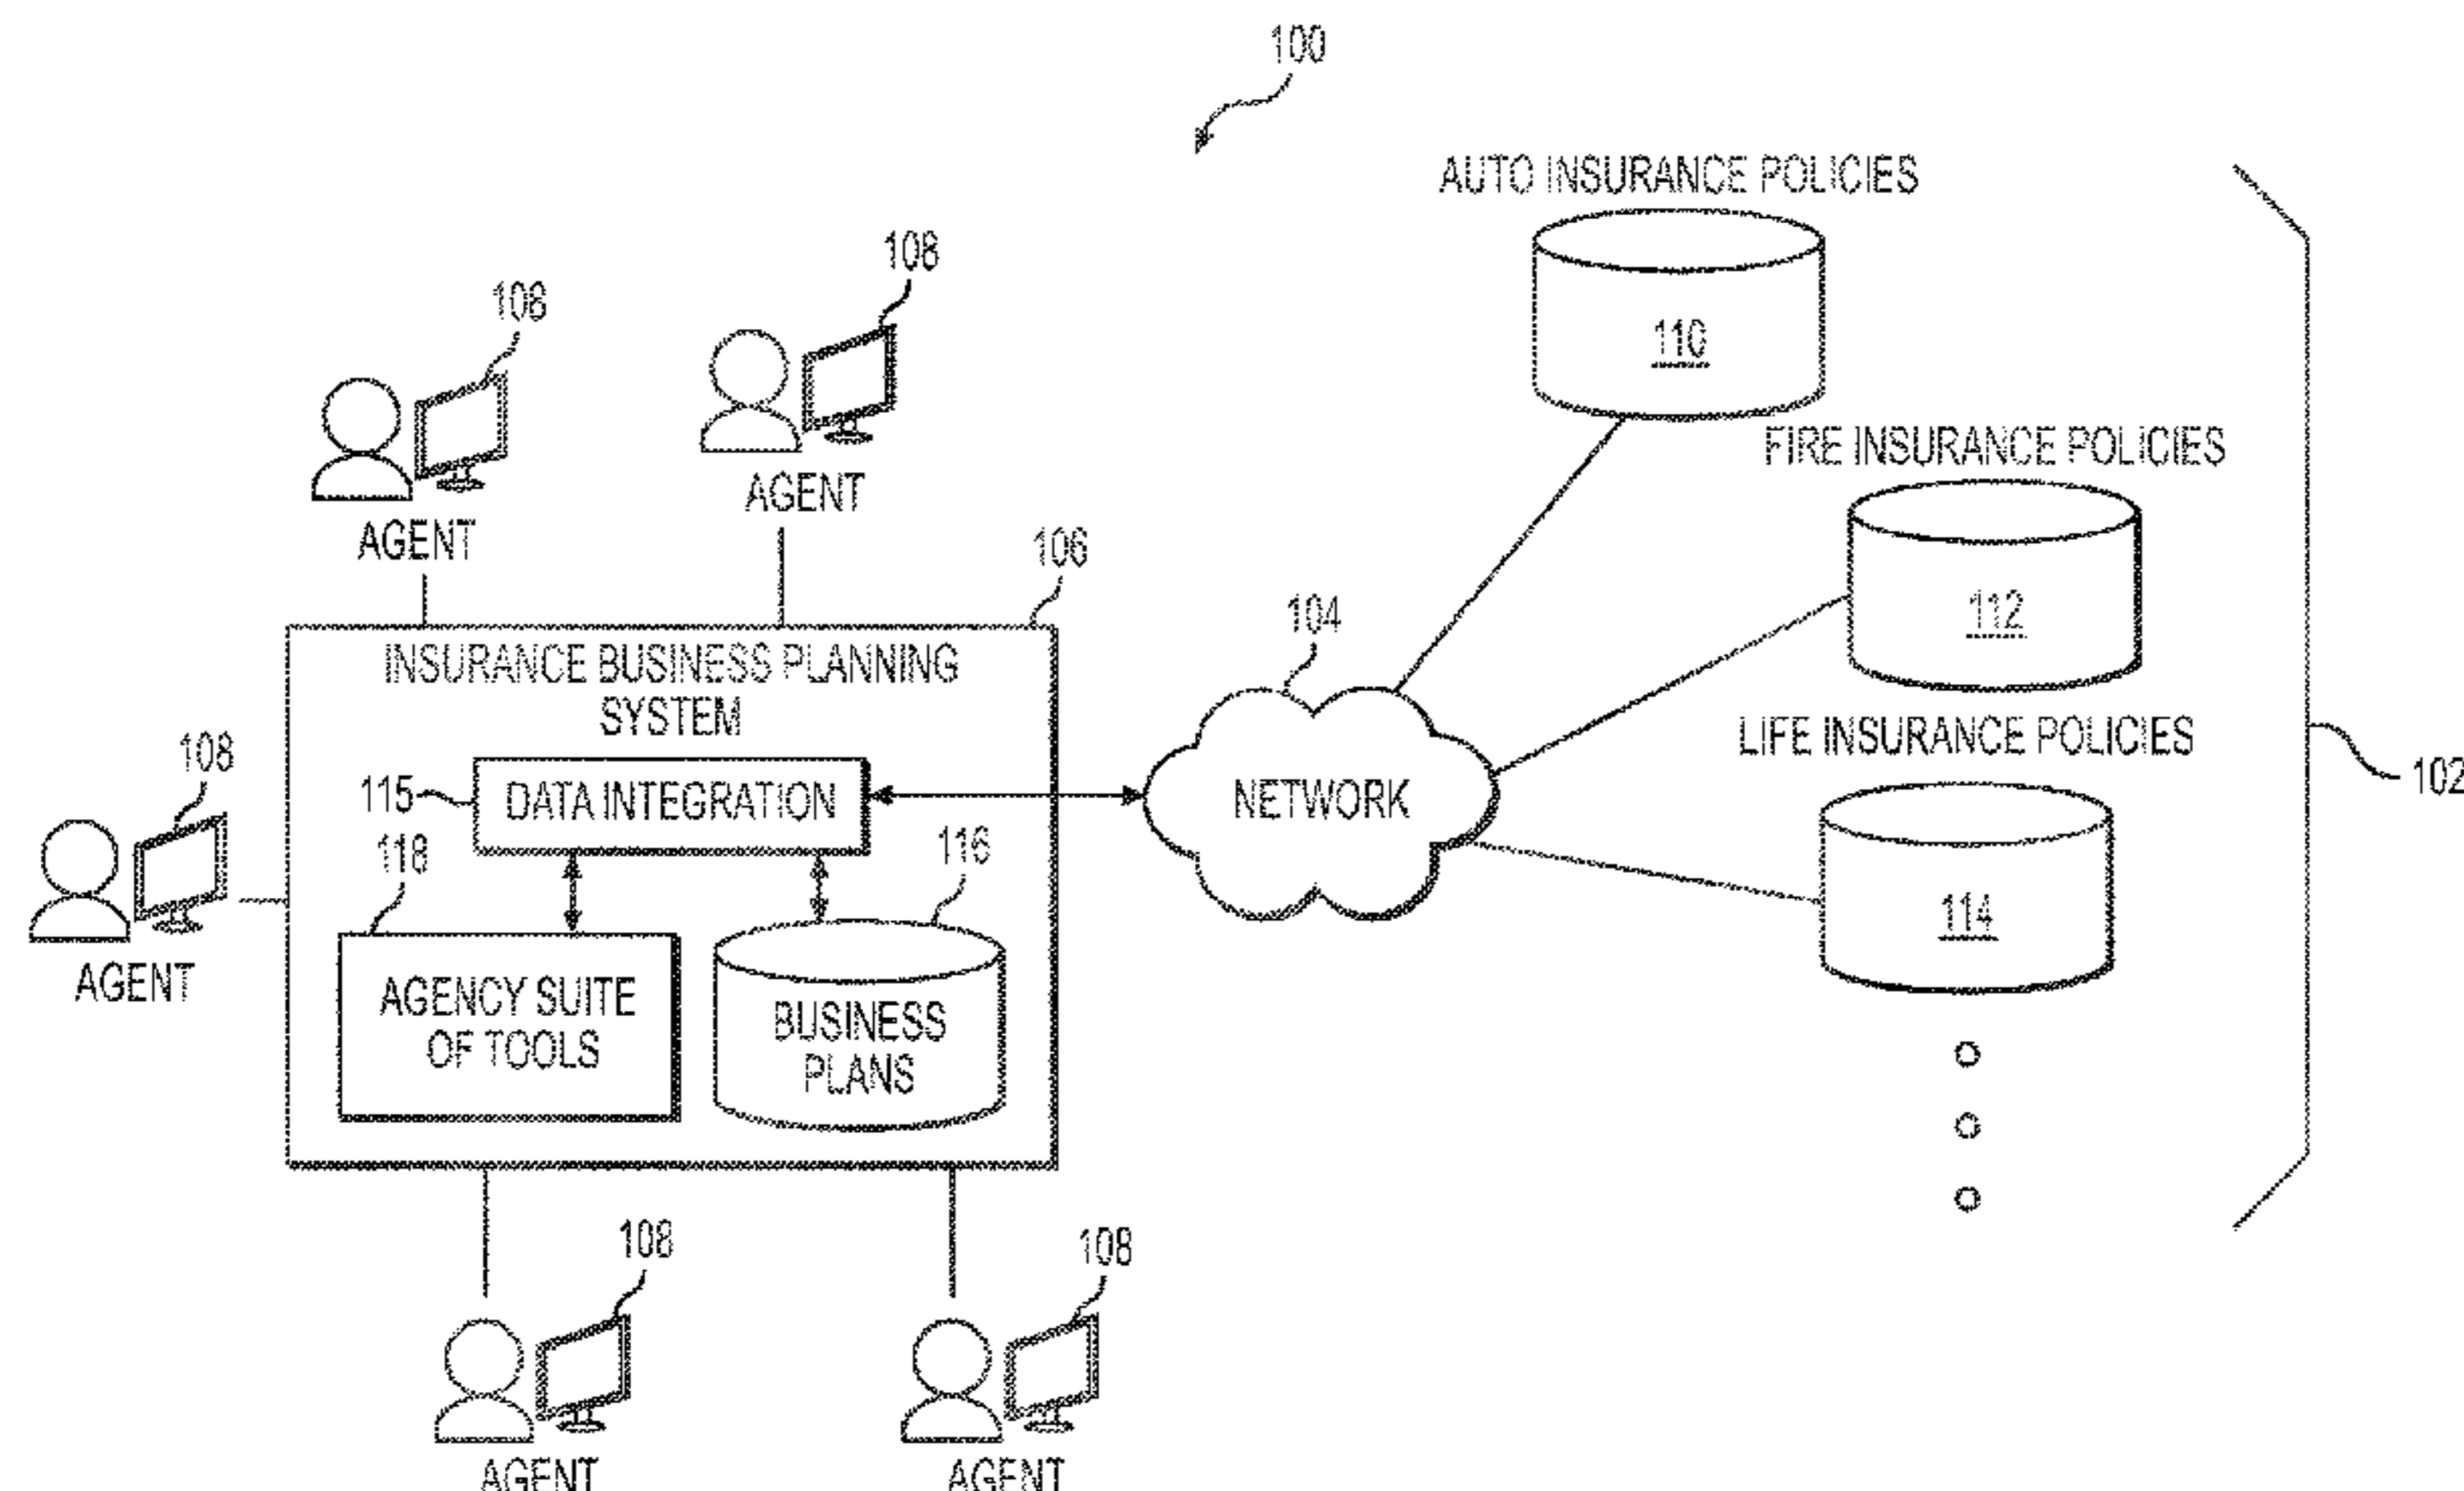 100
AUTO INSURANCE POLICIES
110
108
108
AGENT
AGENT
FIRE INSURANCE POLICIES
112
106
104
INSURANCE BUSINESS PLANNING
SYSTEM
LIFE INSURANCE POLICIES
102
108
115
DATA INTEGRATION
NETWORK
118
116
114
AGENT
AGENCY SUITE
OF TOOLS
BUSINESS
PLANS
108
108
AGENT
AGENT